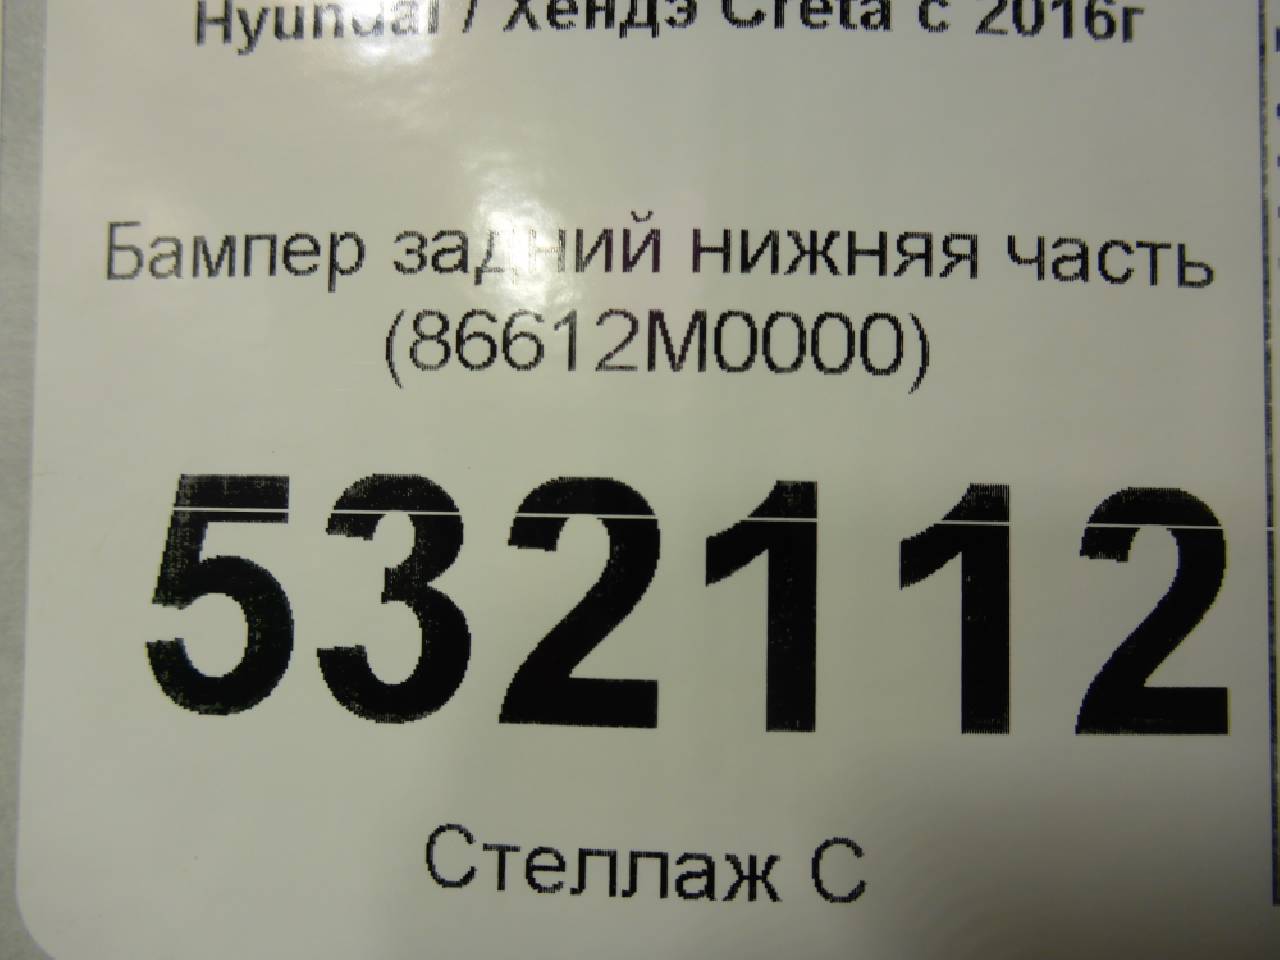 Hyundai / Хендэ Creta с 2016г
Бампер задний нижняя часть
(86612M0000)
532112
Стеллаж С